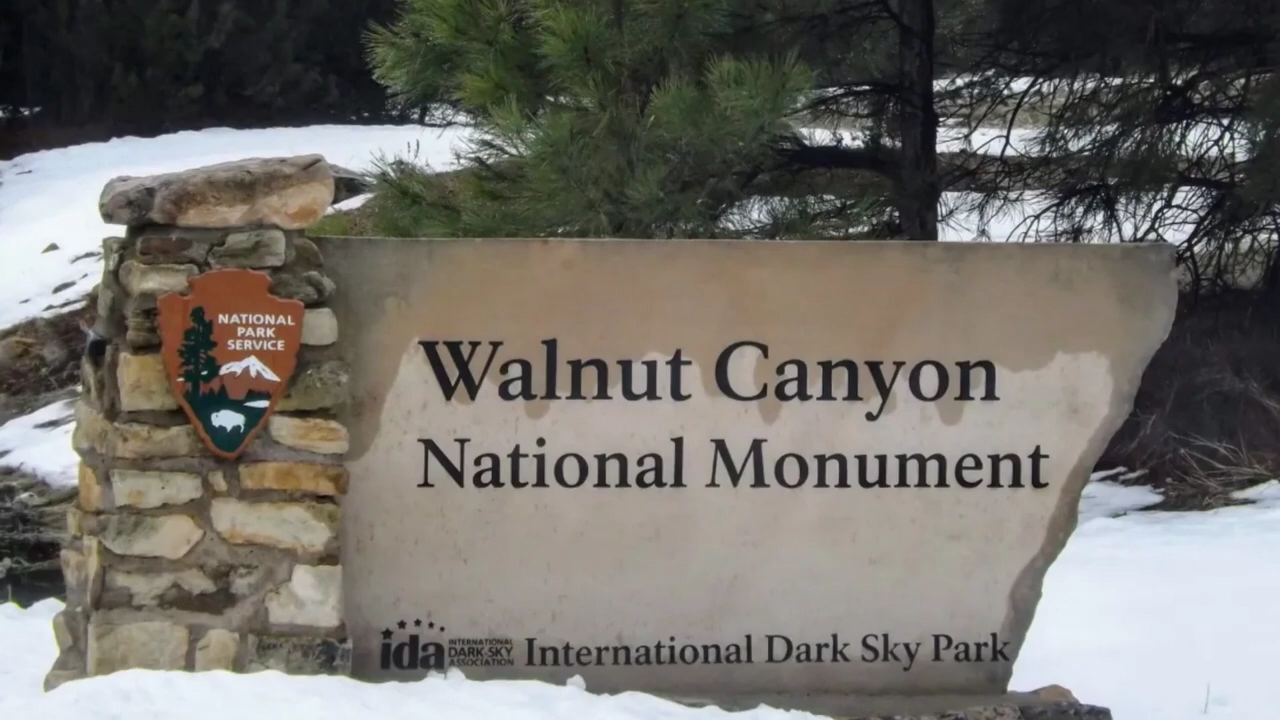 NATIONAL
PARK
SERVICE
Walnut Canyon
National Monument
ida
INTERNATIONAL
DARK-SKY
ASSOCIATION
International Dark Sky Park